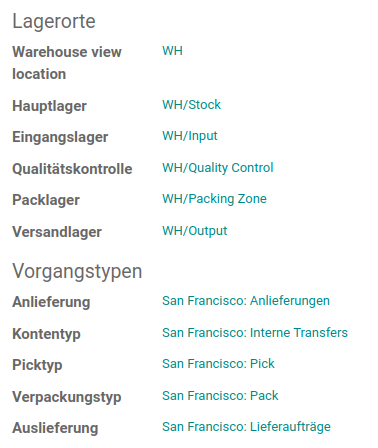 Lagerorte
Warehouse view WH
location
Hauptlager WH/Stock
Eingangslager WH/Input
Qualitätskontrolle WH/Quality Control
Packlager WH/Packing Zone
Versandlager WH/Output
Vorgangstypen
Anlieferung San Francisco: Anlieferungen
Kontentyp San Francisco: Interne Transfers
Picktyp San Francisco: Pick
Verpackungstyp San Francisco: Pack
Auslieferung San Francisco: Lieferaufträge